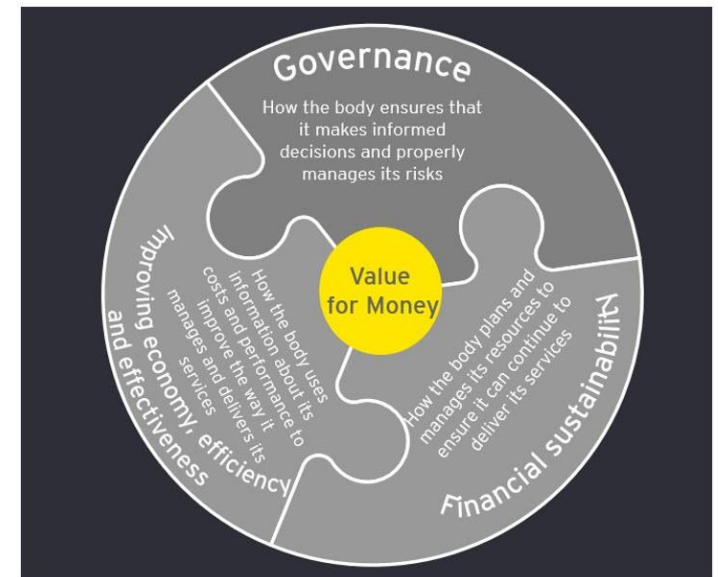 Governance
How the body ensures that
it makes informed
decisions and properly
manages its risks
Value
for Money
How the body plans and
manages its resources to
ensure it can continue to
deliver its services
Financial sustainability
How the body uses
information about its
costs and performance to
improve the way it
manages and delivers its
services
Improving economy, efficiency
and effectiveness